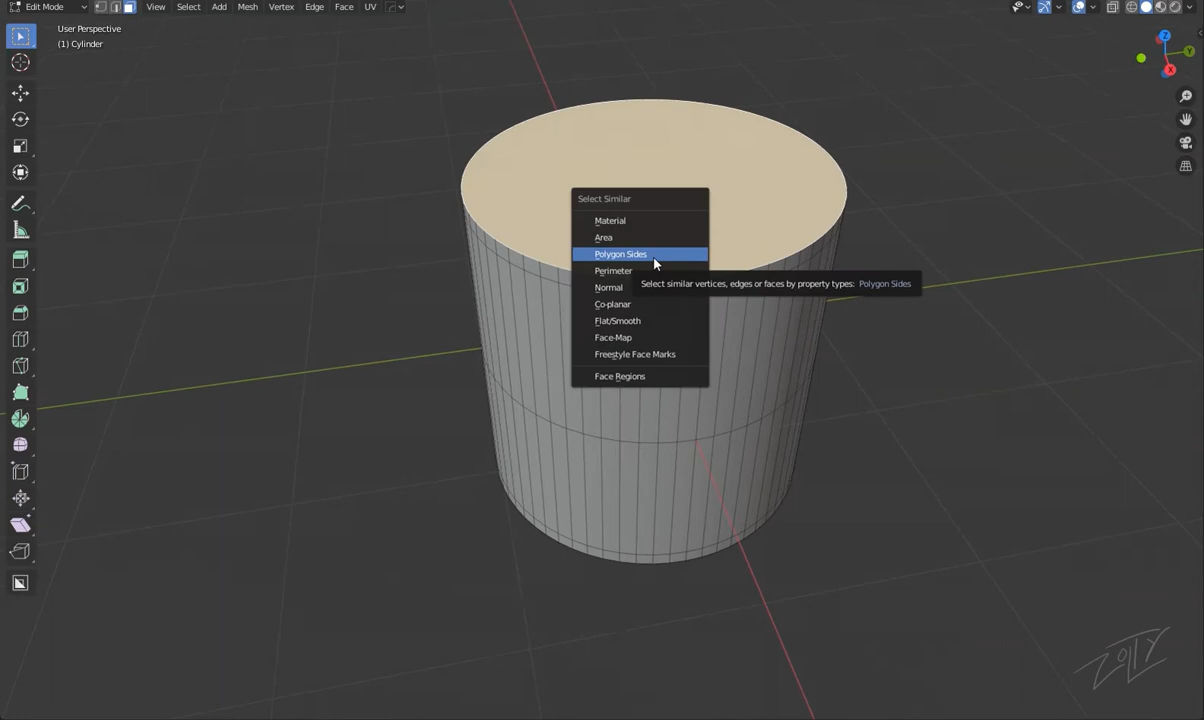 Edit Mode View Select Add Mesh Vertex Edge Face UV
User Perspective
(1) Cylinder
Z
Y
X
Select Similar
Material
Area
Polygon Sides
Perimeter
Select similar vertices, edges or faces by property types: Polygon Sides
Normal
Co-planar
Flat/Smooth
Face-Map
Freestyle Face Marks
Face Regions
ZOLLY